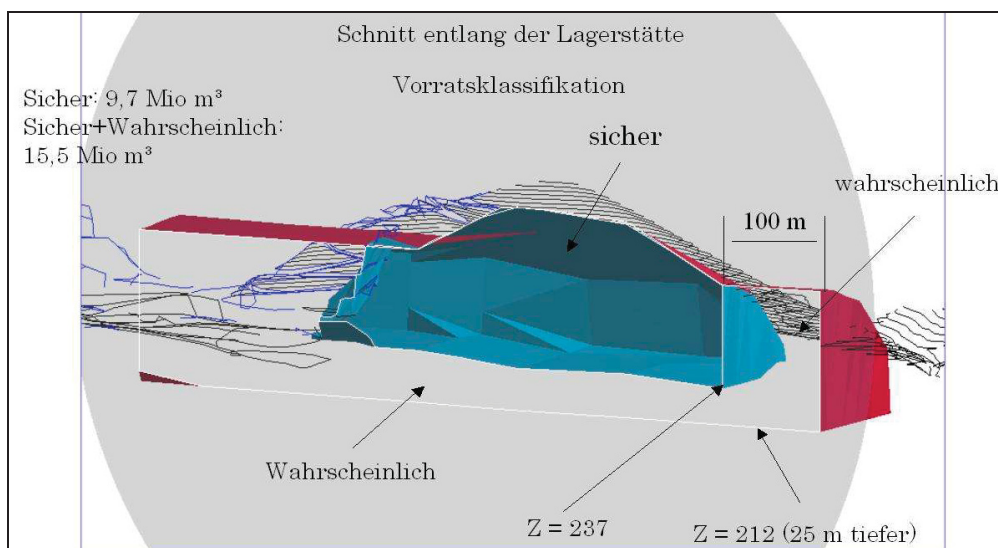 Schnitt entlang der Lagerstätte
Vorratsklassifikation
Sicher: 9,7 Mio m³
Sicher+Wahrscheinlich:
15,5 Mio m³
sicher
wahrscheinlich
100 m
Wahrscheinlich
Z = 237
Z = 212 (25 m tiefer)